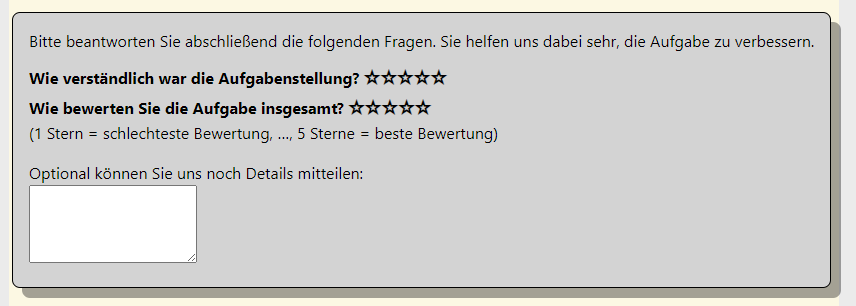 Bitte beantworten Sie abschließend die folgenden Fragen. Sie helfen uns dabei sehr, die Aufgabe zu verbessern.
Wie verständlich war die Aufgabenstellung? ☆☆☆☆☆
Wie bewerten Sie die Aufgabe insgesamt? ☆☆☆☆☆
(1 Stern = schlechteste Bewertung, ..., 5 Sterne = beste Bewertung)
Optional können Sie uns noch Details mitteilen: